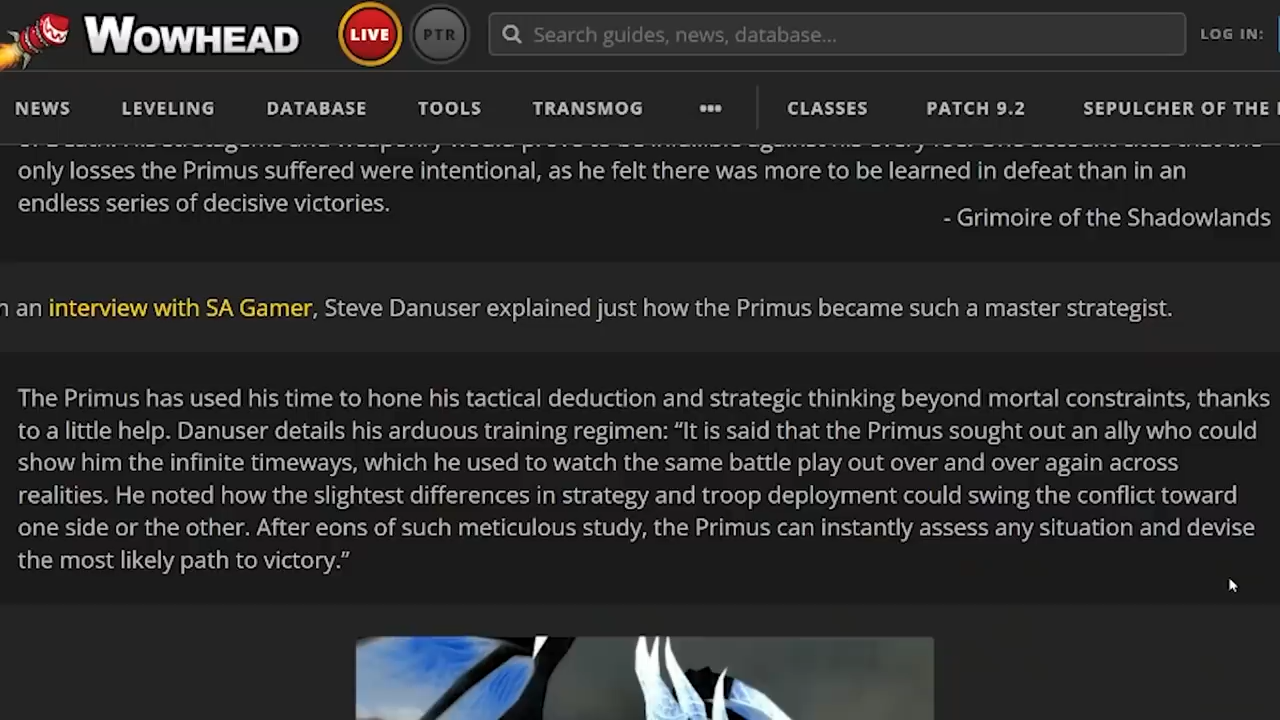 WOWHEAD
LIVE
PTR
Search guides, news, database...
LOG IN:
NEWS
LEVELING
DATABASE
TOOLS
TRANSMOG
•••
CLASSES
PATCH 9.2
SEPULCHER OF THE
only losses the Primus suffered were intentional, as he felt there was more to be learned in defeat than in an
endless series of decisive victories.
- Grimoire of the Shadowlands
an interview with SA Gamer, Steve Danuser explained just how the Primus became such a master strategist.
The Primus has used his time to hone his tactical deduction and strategic thinking beyond mortal constraints, thanks
to a little help. Danuser details his arduous training regimen: “It is said that the Primus sought out an ally who could
show him the infinite timeways, which he used to watch the same battle play out over and over again across
realities. He noted how the slightest differences in strategy and troop deployment could swing the conflict toward
one side or the other. After eons of such meticulous study, the Primus can instantly assess any situation and devise
the most likely path to victory.”